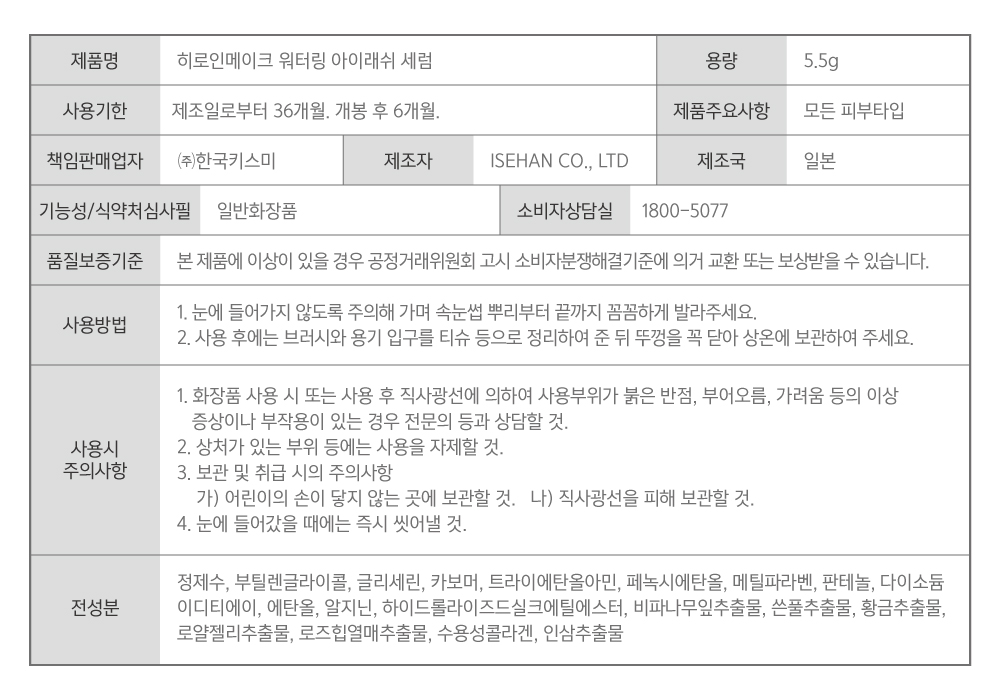 제품명 히로인메이크 워터링 아이래쉬 세럼 용량 5.5g
사용기한 제조일로부터 36개월. 개봉 후 6개월. 제품주요사항 모든 피부타입
책임판매업자 ㈜한국키스미 제조자 ISEHAN CO., LTD 제조국 일본
기능성/식약처심사필 일반화장품 소비자상담실 1800-5077
품질보증기준 본 제품에 이상이 있을 경우 공정거래위원회 고시 소비자분쟁해결기준에 의거 교환 또는 보상받을 수 있습니다.
사용방법
1. 눈에 들어가지 않도록 주의해 가며 속눈썹 뿌리부터 끝까지 꼼꼼하게 발라주세요.
2. 사용 후에는 브러시와 용기 입구를 티슈 등으로 정리하여 준 뒤 뚜껑을 꼭 닫아 상온에 보관하여 주세요.
사용시
주의사항
1. 화장품 사용 시 또는 사용 후 직사광선에 의하여 사용부위가 붉은 반점, 부어오름, 가려움 등의 이상
증상이나 부작용이 있는 경우 전문의 등과 상담할 것.
2. 상처가 있는 부위 등에는 사용을 자제할 것.
3. 보관 및 취급 시의 주의사항
가) 어린이의 손이 닿지 않는 곳에 보관할 것. 나) 직사광선을 피해 보관할 것.
4. 눈에 들어갔을 때에는 즉시 씻어낼 것.
전성분
정제수, 부틸렌글라이콜, 글리세린, 카보머, 트라이에탄올아민, 페녹시에탄올, 메틸파라벤, 판테놀, 다이소듐
이디티에이, 에탄올, 알지닌, 하이드롤라이즈드실크에틸에스터, 비파나무잎추출물, 쓴풀추출물, 황금추출물,
로얄젤리추출물, 로즈힙열매추출물, 수용성콜라겐, 인삼추출물